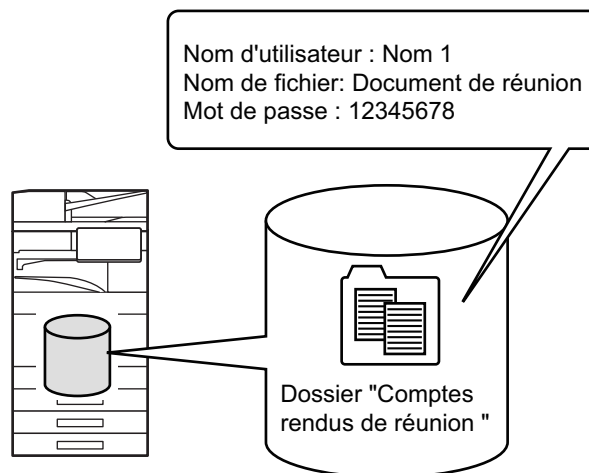 Nom d'utilisateur : Nom 1
Nom de fichier: Document de réunion
Mot de passe : 12345678
Dossier "Comptes
rendus de réunion "